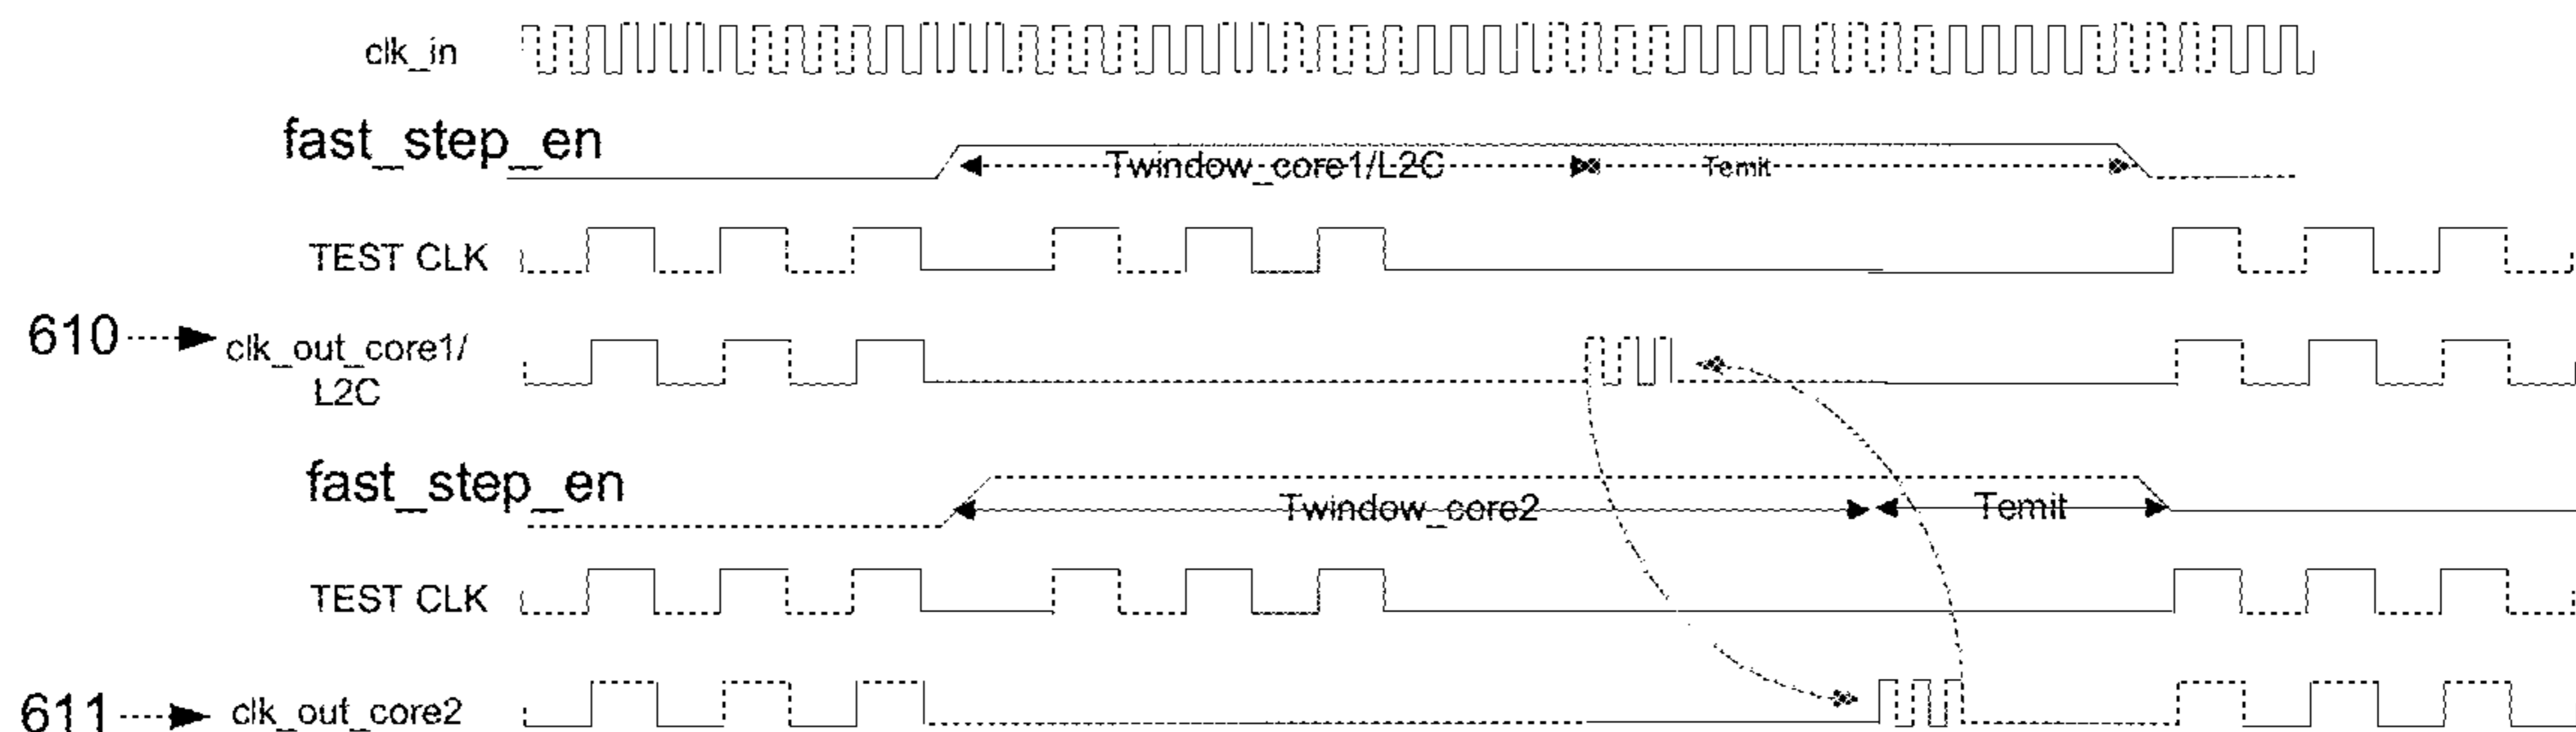 clk_in
fast_step_en
Twindow_core1/L2C
Temit
TEST CLK
610
clk_out_core1/
L2C
fast_step_en
Twindow_core2
Temit
TEST CLK
611
clk_out_core2